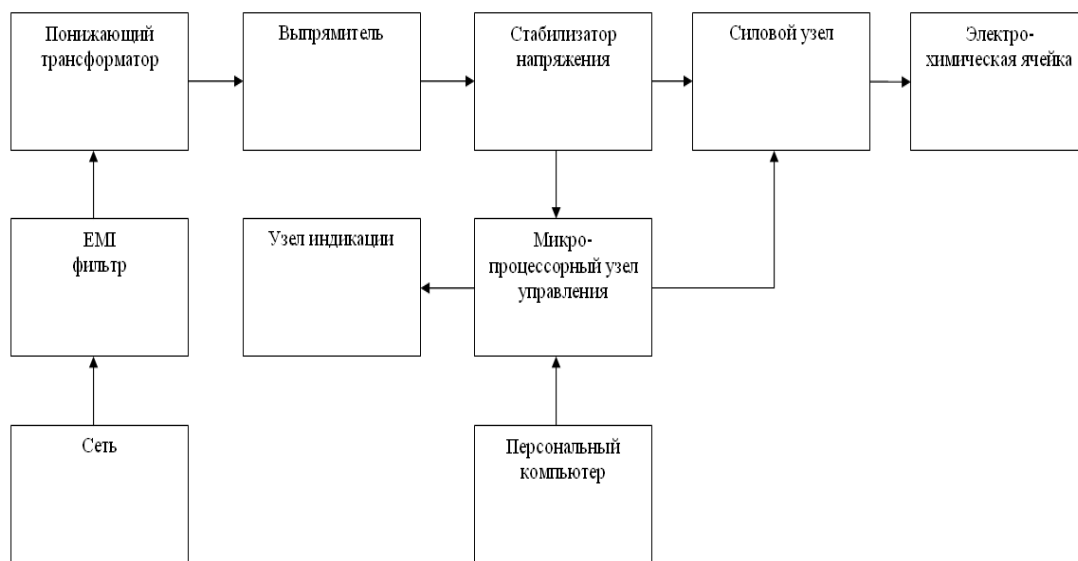 Понижающий
трансформатор
Выпрямитель
Стабилизатор
напряжения
Силовой узел
Электро-
химическая ячейка
EMI
фильтр
Узел индикации
Микро-
процессорный узел
управления
Сеть
Персональный
компьютер